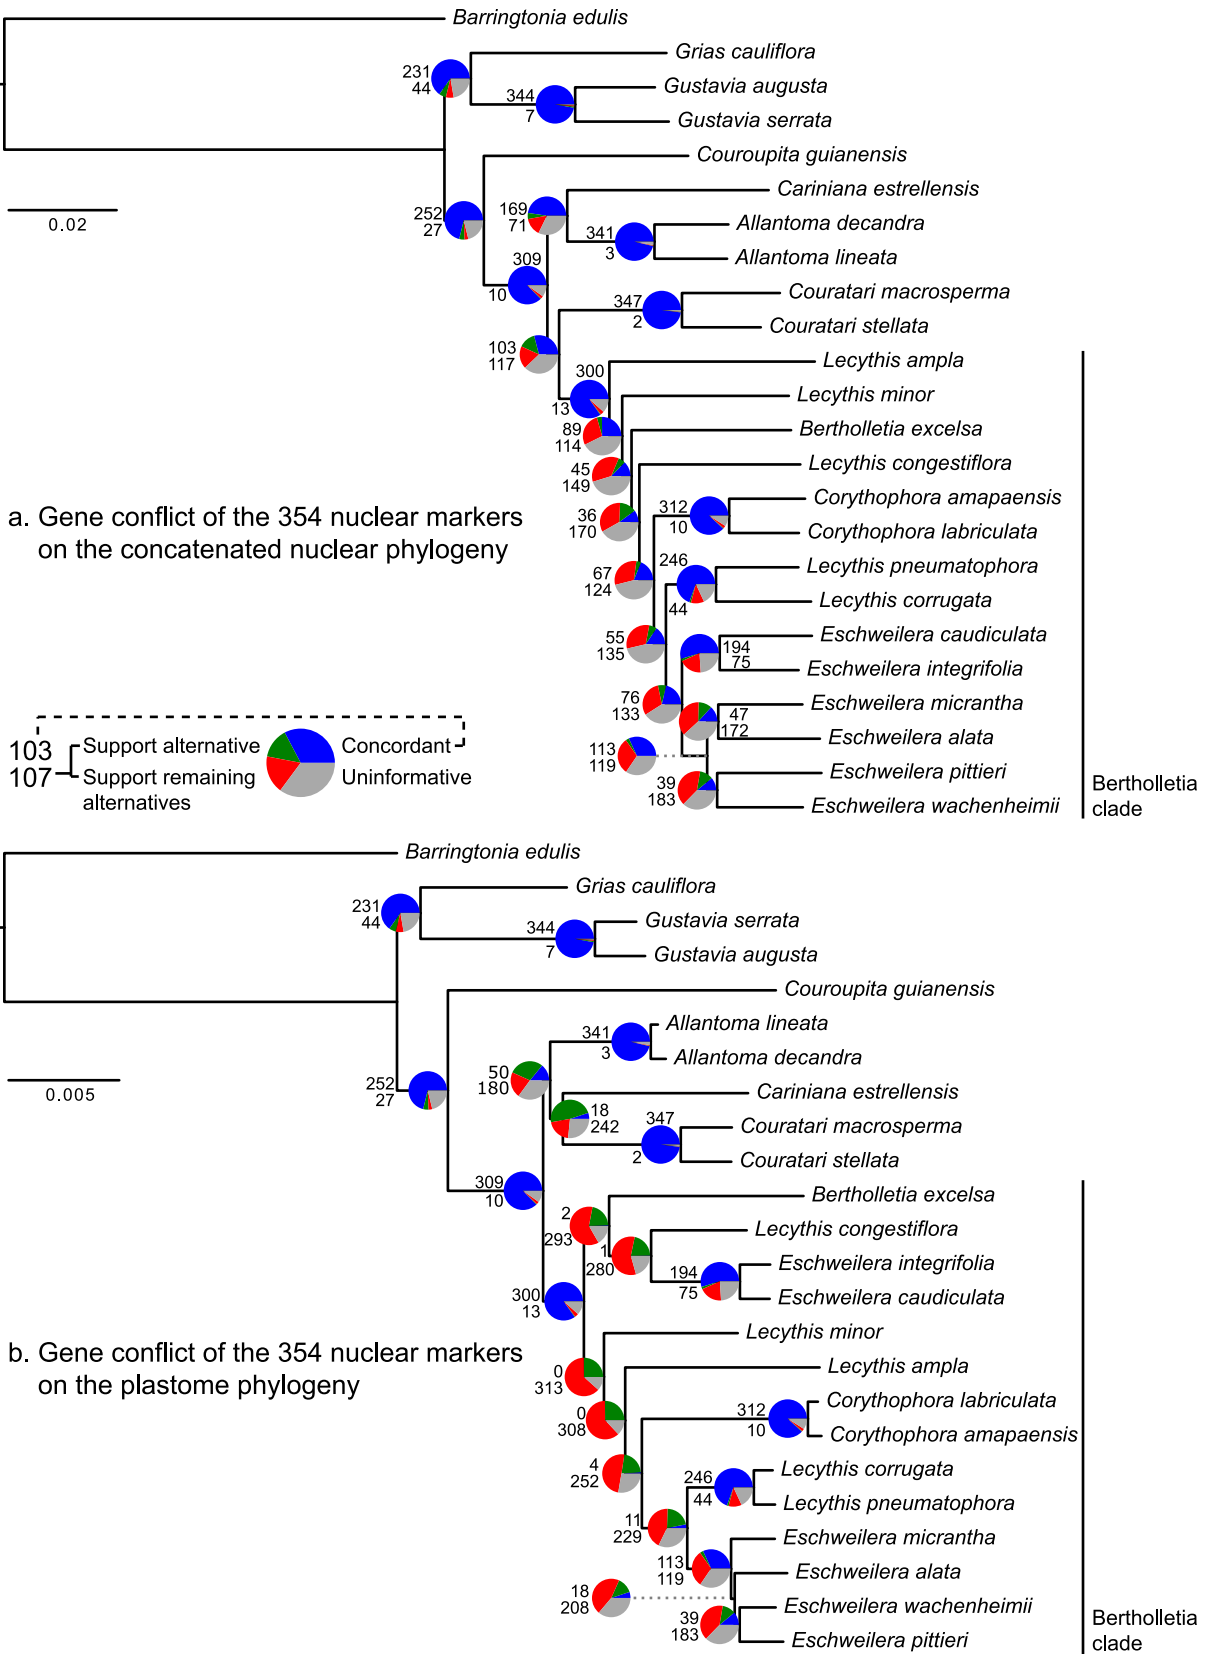 Barringtonia edulis
Grias cauliflora
231
44
Gustavia augusta
344
7
Gustavia serrata
Couroupita guianensis
Cariniana estrellensis
0.02
252
27
169
71
Allantoma decandra
341
3
Allantoma lineata
309
10
Couratari macrosperma
347
2
Couratari stellata
103
117
Lecythis ampla
300
13
Lecythis minor
89
114
Bertholletia excelsa
45
149
Lecythis congestiflora
36
170
Corythophora amapaensis
312
10
Corythophora labriculata
a. Gene conflict of the 354 nuclear markers
on the concatenated nuclear phylogeny
67
124
Lecythis pneumatophora
246
44
Lecythis corrugata
55
135
Eschweilera caudiculata
194
75
Eschweilera integrifolia
76
133
Eschweilera micrantha
47
172
Eschweilera alata
113
119
Eschweilera pittieri
39
183
Eschweilera wachenheimii
Bertholletia
clade
103
107
Support alternative
Support remaining
alternatives
Concordant
Uninformative
Barringtonia edulis
Grias cauliflora
231
44
Gustavia serrata
344
7
Gustavia augusta
Couroupita guianensis
Allantoma lineata
341
3
Allantoma decandra
0.005
252
27
50
180
Cariniana estrellensis
18
242
Couratari macrosperma
347
2
Couratari stellata
309
10
Bertholletia excelsa
2
293
Lecythis congestiflora
1
280
Eschweilera integrifolia
194
75
Eschweilera caudiculata
300
13
Lecythis minor
b. Gene conflict of the 354 nuclear markers
on the plastome phylogeny
0
313
Lecythis ampla
0
308
Corythophora labriculata
312
10
Corythophora amapaensis
4
252
Lecythis corrugata
246
44
Lecythis pneumatophora
11
229
Eschweilera micrantha
113
119
Eschweilera alata
18
208
Eschweilera wachenheimii
39
183
Eschweilera pittieri
Bertholletia
clade